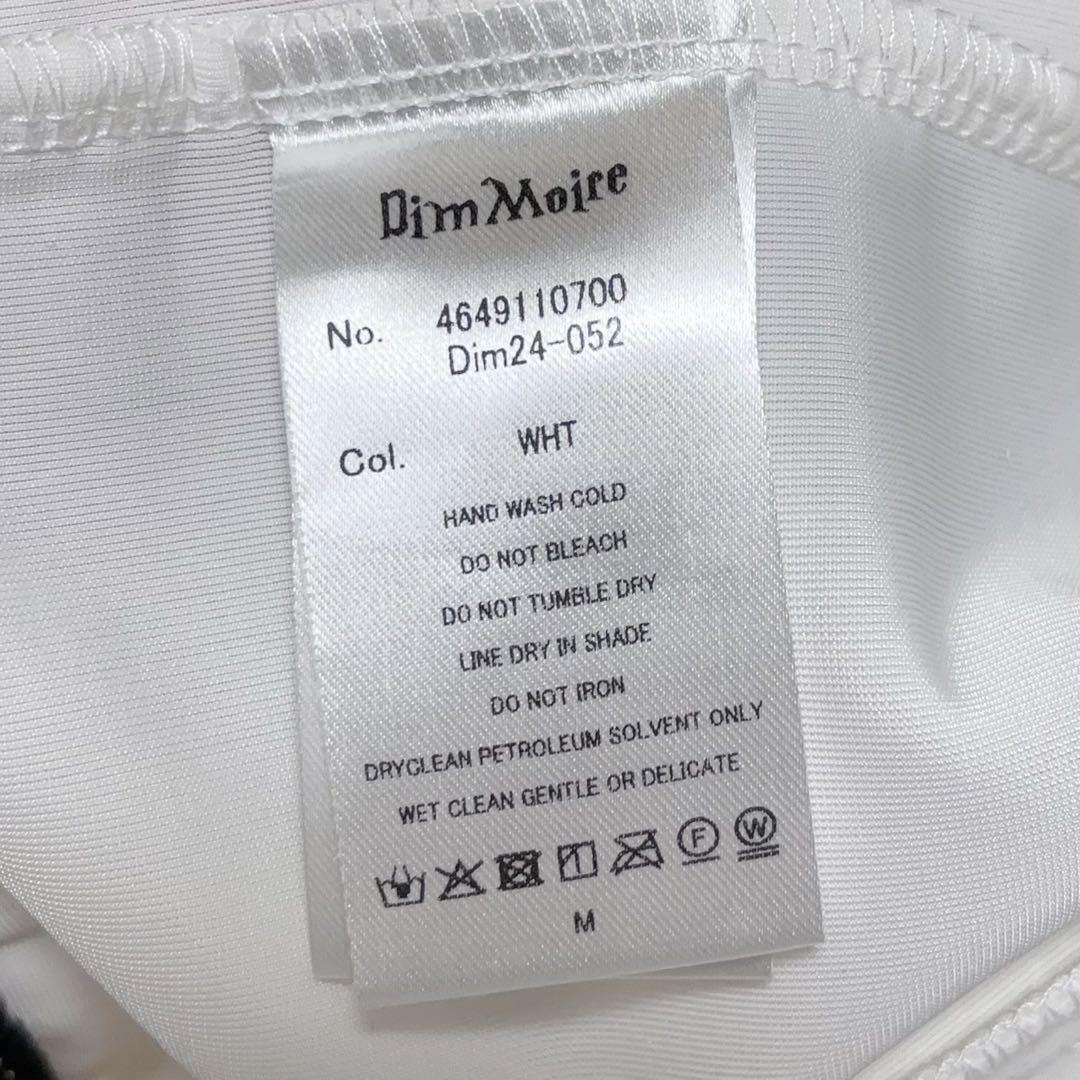 Dim Moire
No. 4649110700
Dim24-052
Col. WHT
HAND WASH COLD
DO NOT BLEACH
DO NOT TUMBLE DRY
LINE DRY IN SHADE
DO NOT IRON
DRYCLEAN PETROLEUM SOLVENT ONLY
WET CLEAN GENTLE OR DELICATE
F W
M